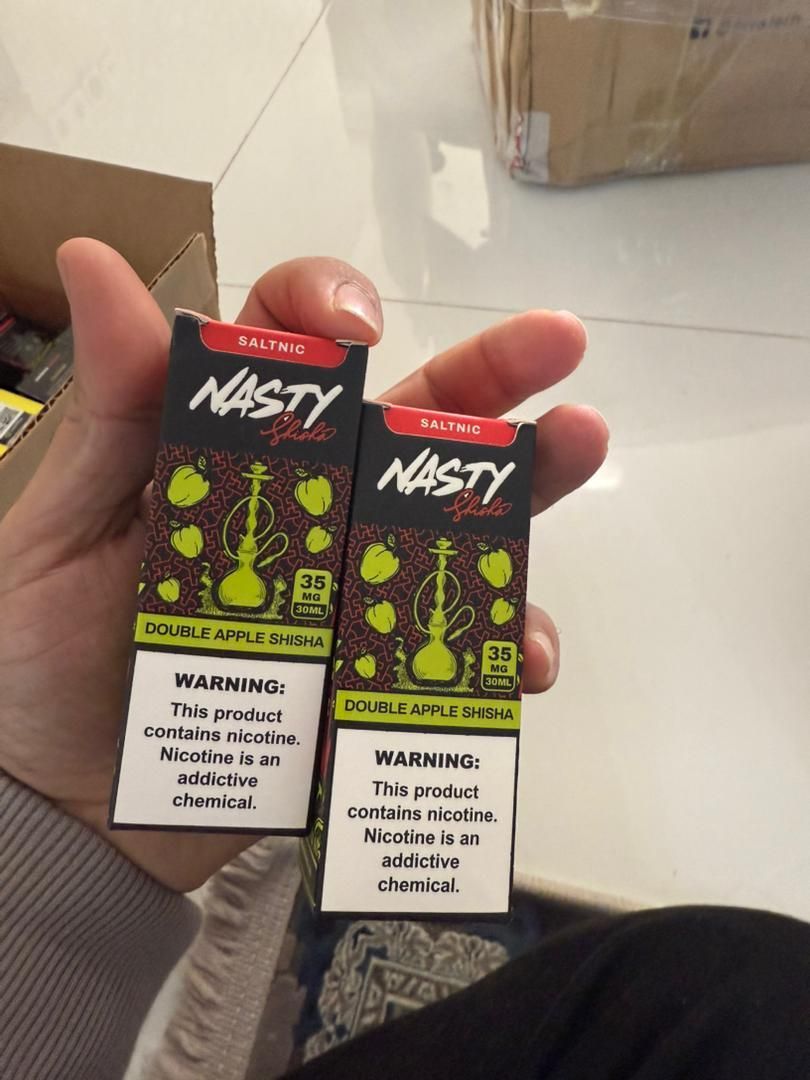 SALTNIC
NASTY
Shisha
35
MG
30ML
DOUBLE APPLE SHISHA
WARNING:
This product
contains nicotine.
Nicotine is an
addictive
chemical.
SALTNIC
NASTY
Shisha
35
MG
30ML
DOUBLE APPLE SHISHA
WARNING:
This product
contains nicotine.
Nicotine is an
addictive
chemical.